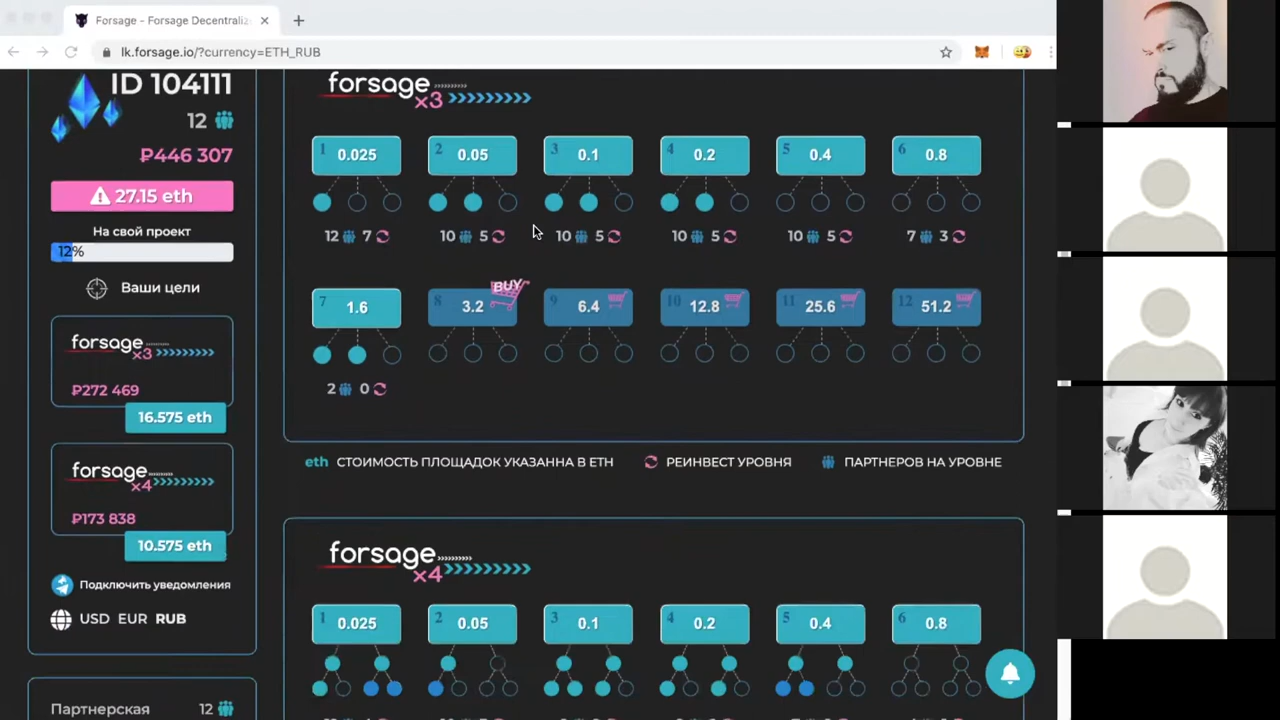 Forsage - Forsage Decentraliz
lk.forsage.io/?currency=ETH_RUB
ID 104111
12
₽446 307
27.15 eth
На свой проект
12%
Ваши цели
forsage x3
₽272 469
16.575 eth
forsage x4
₽173 838
10.575 eth
Подключить уведомления
USD EUR RUB
Партнерская 12
forsage x3
1 0.025 2 0.05 3 0.1 4 0.2 5 0.4 6 0.8
12 7 10 5 10 5 10 5 10 5 7 3
BUY
7 1.6 8 3.2 9 6.4 10 12.8 11 25.6 12 51.2
2 0
eth СТОИМОСТЬ ПЛОЩАДОК УКАЗАННА В ETH РЕИНВЕСТ УРОВНЯ ПАРТНЕРОВ НА УРОВНЕ
forsage x4
1 0.025 2 0.05 3 0.1 4 0.2 5 0.4 6 0.8